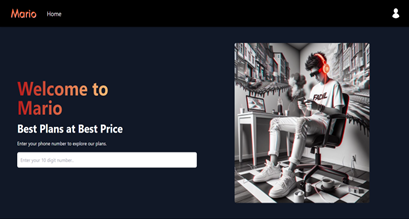 Mario Home
Welcome to
Mario
Best Plans at Best Price
Enter your phone number to explore our plans.
Enter your 10 digit number..